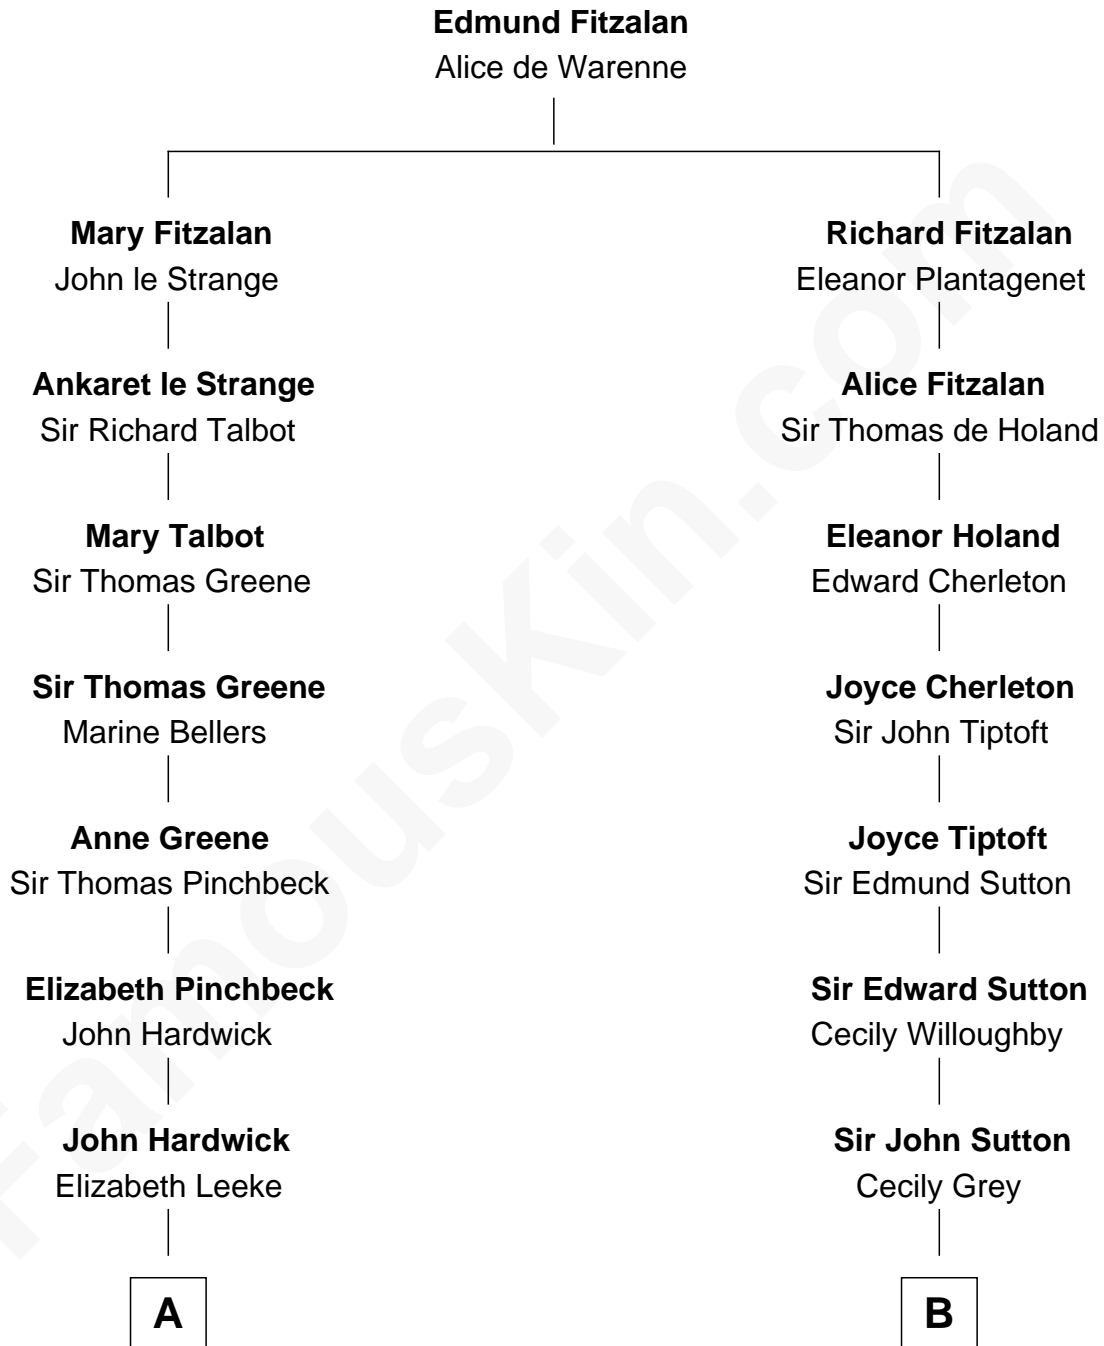 Edmund Fitzalan
Alice de Warenne
Mary Fitzalan
John le Strange
Richard Fitzalan
Eleanor Plantagenet
Ankaret le Strange
Sir Richard Talbot
Alice Fitzalan
Sir Thomas de Holand
Mary Talbot
Sir Thomas Greene
Eleanor Holand
Edward Cherleton
Sir Thomas Greene
Marine Bellers
Joyce Cherleton
Sir John Tiptoft
Anne Greene
Sir Thomas Pinchbeck
Joyce Tiptoft
Sir Edmund Sutton
Elizabeth Pinchbeck
John Hardwick
Sir Edward Sutton
Cecily Willoughby
John Hardwick
Elizabeth Leeke
Sir John Sutton
Cecily Grey
A
B
FamousKin.com